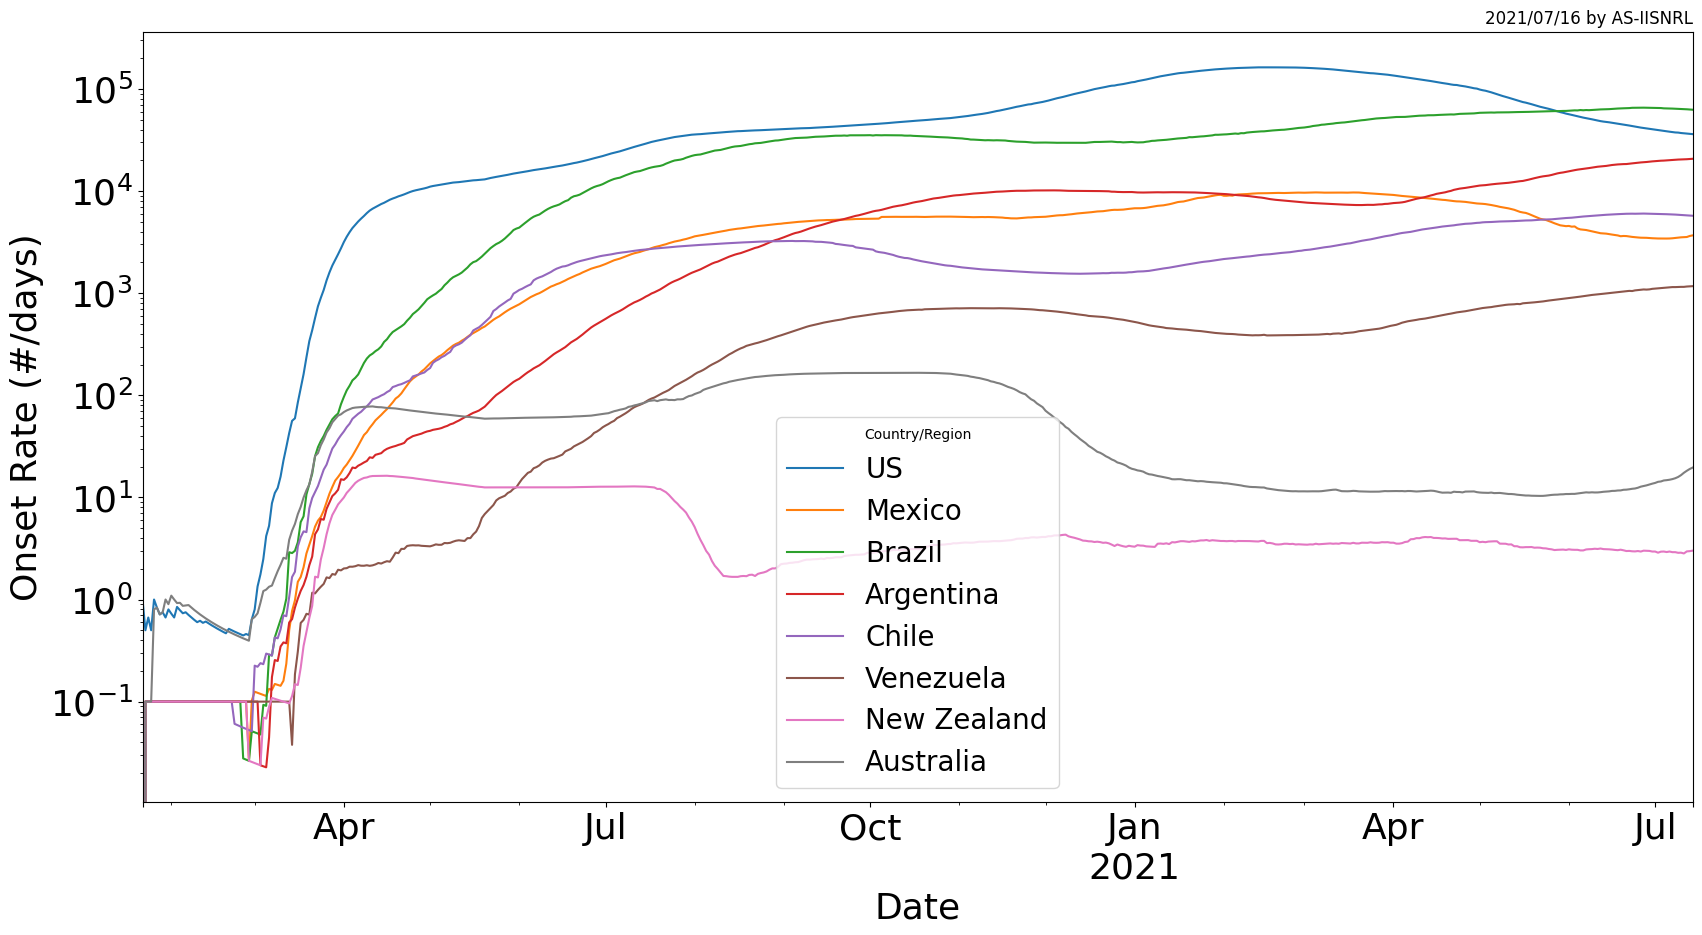 2021/07/16 by AS-IISNRL
Onset Rate (#/days)
10^5
10^4
10^3
10^2
10^1
10^0
10^-1
Country/Region
US
Mexico
Brazil
Argentina
Chile
Venezuela
New Zealand
Australia
Apr Jul Oct Jan Apr Jul
2021
Date